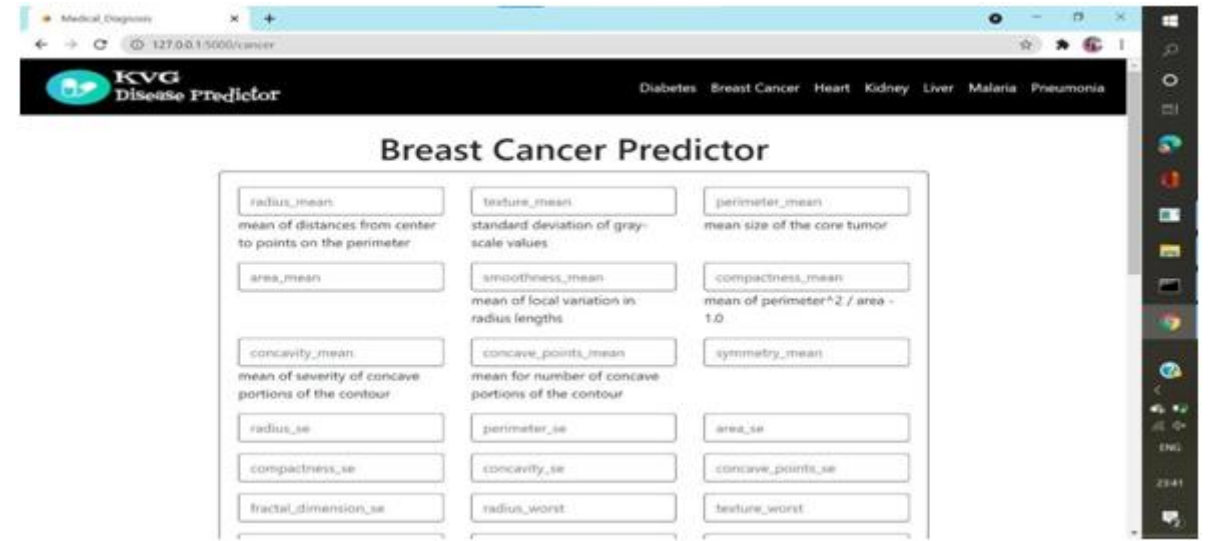 Medical_Diagnosis
127.0.0.1:5000/cancer
KVG
Disease Predictor
Diabetes Breast Cancer Heart Kidney Liver Malaria Pneumonia
Breast Cancer Predictor
radius_mean texture_mean perimeter_mean
mean of distances from center standard deviation of gray- mean size of the core tumor
to points on the perimeter scale values
area_mean smoothness_mean compactness_mean
mean of local variation in mean of perimeter^2 / area -
radius lengths 1.0
concavity_mean concave_points_mean symmetry_mean
mean of severity of concave mean for number of concave
portions of the contour portions of the contour
radius_se perimeter_se area_se
compactness_se concavity_se concave_points_se
fractal_dimension_se radius_worst texture_worst
ENG
23:41